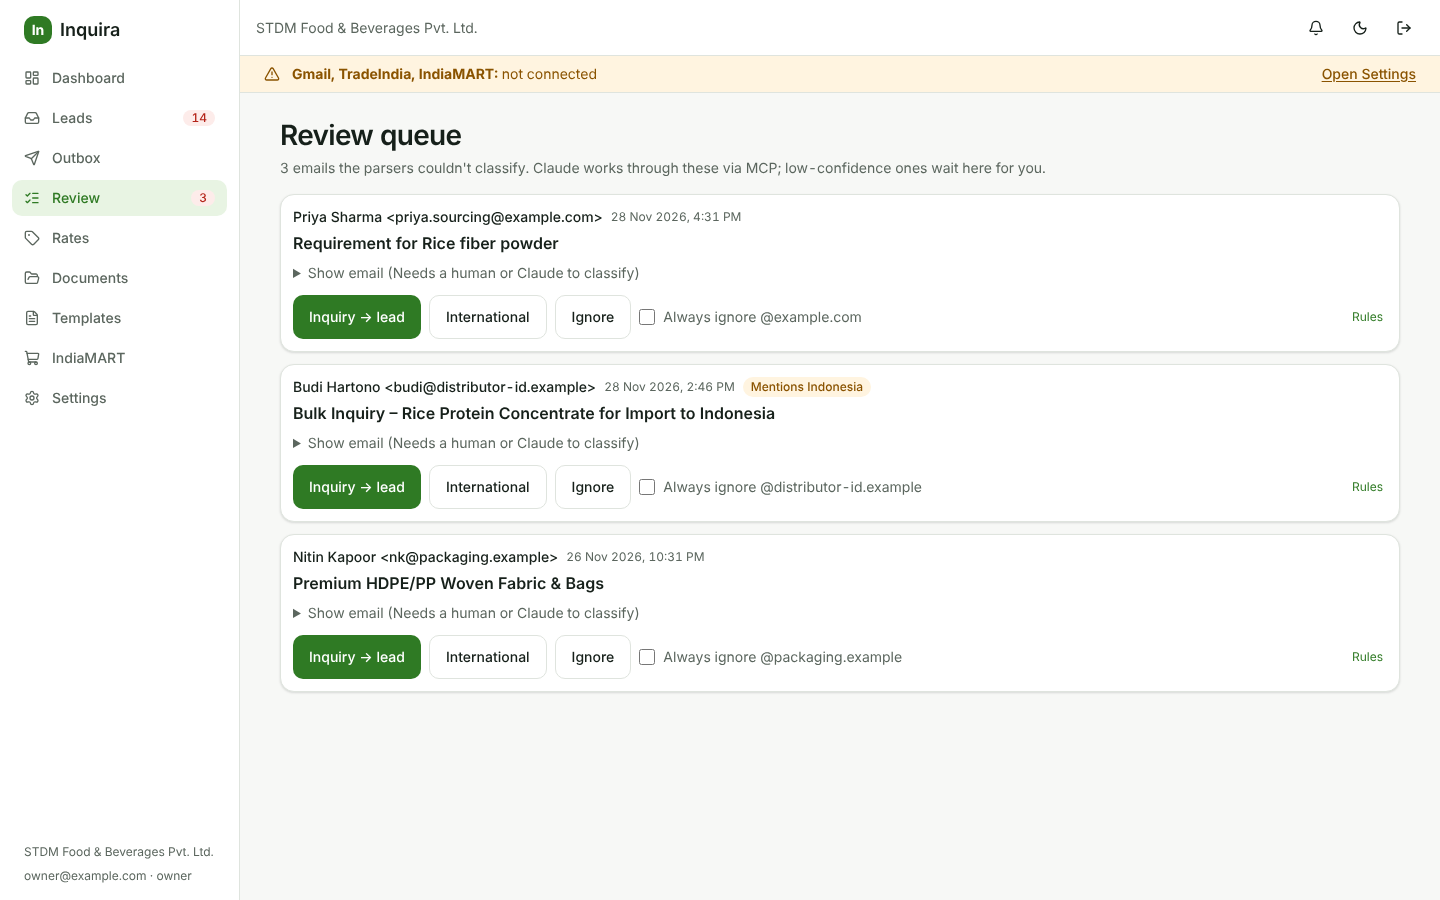 In Inquira
Dashboard
Leads 14
Outbox
Review 3
Rates
Documents
Templates
IndiaMART
Settings
STDM Food & Beverages Pvt. Ltd.
owner@example.com · owner
STDM Food & Beverages Pvt. Ltd.
Gmail, TradeIndia, IndiaMART: not connected Open Settings
Review queue
3 emails the parsers couldn't classify. Claude works through these via MCP; low-confidence ones wait here for you.
Priya Sharma <priya.sourcing@example.com> 28 Nov 2026, 4:31 PM
Requirement for Rice fiber powder
▶ Show email (Needs a human or Claude to classify)
Inquiry → lead International Ignore Always ignore @example.com Rules
Budi Hartono <budi@distributor-id.example> 28 Nov 2026, 2:46 PM Mentions Indonesia
Bulk Inquiry – Rice Protein Concentrate for Import to Indonesia
▶ Show email (Needs a human or Claude to classify)
Inquiry → lead International Ignore Always ignore @distributor-id.example Rules
Nitin Kapoor <nk@packaging.example> 26 Nov 2026, 10:31 PM
Premium HDPE/PP Woven Fabric & Bags
▶ Show email (Needs a human or Claude to classify)
Inquiry → lead International Ignore Always ignore @packaging.example Rules